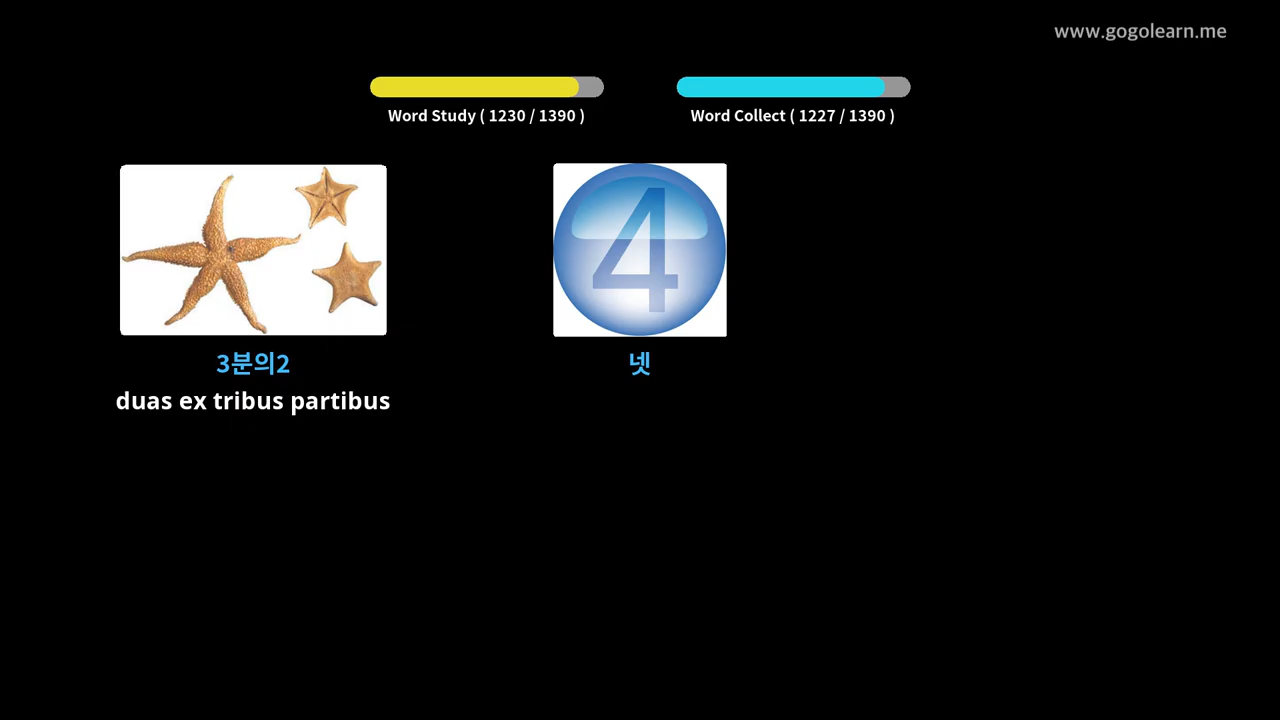 www.gogolearn.me
Word Study ( 1230 / 1390 )
Word Collect ( 1227 / 1390 )
4
3분의2
넷
duas ex tribus partibus